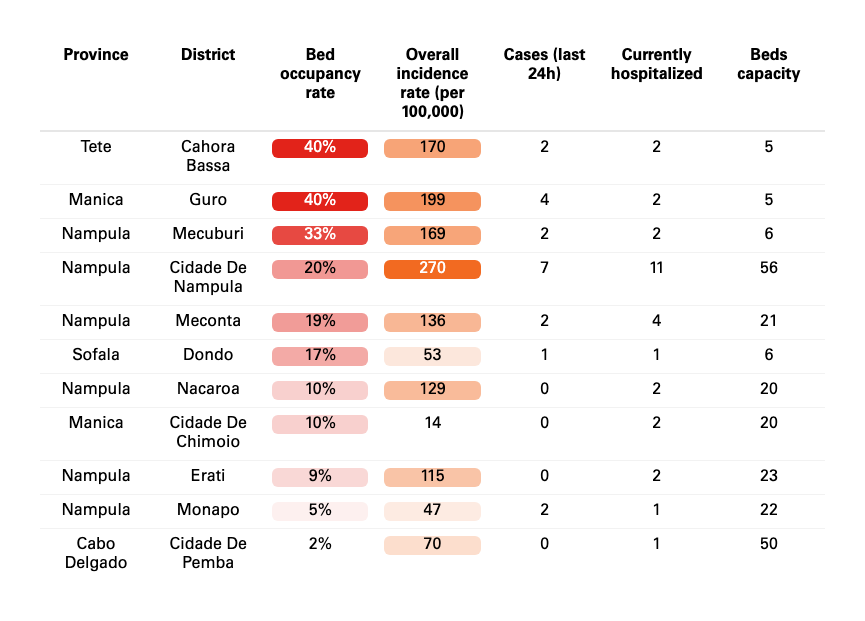 Province District Bed occupancy rate Overall incidence rate (per 100,000) Cases (last 24h) Currently hospitalized Beds capacity
Tete Cahora Bassa 40% 170 2 2 5
Manica Guro 40% 199 4 2 5
Nampula Mecuburi 33% 169 2 2 6
Nampula Cidade De Nampula 20% 270 7 11 56
Nampula Meconta 19% 136 2 4 21
Sofala Dondo 17% 53 1 1 6
Nampula Nacaroa 10% 129 0 2 20
Manica Cidade De Chimoio 10% 14 0 2 20
Nampula Erati 9% 115 0 2 23
Nampula Monapo 5% 47 2 1 22
Cabo Delgado Cidade De Pemba 2% 70 0 1 50